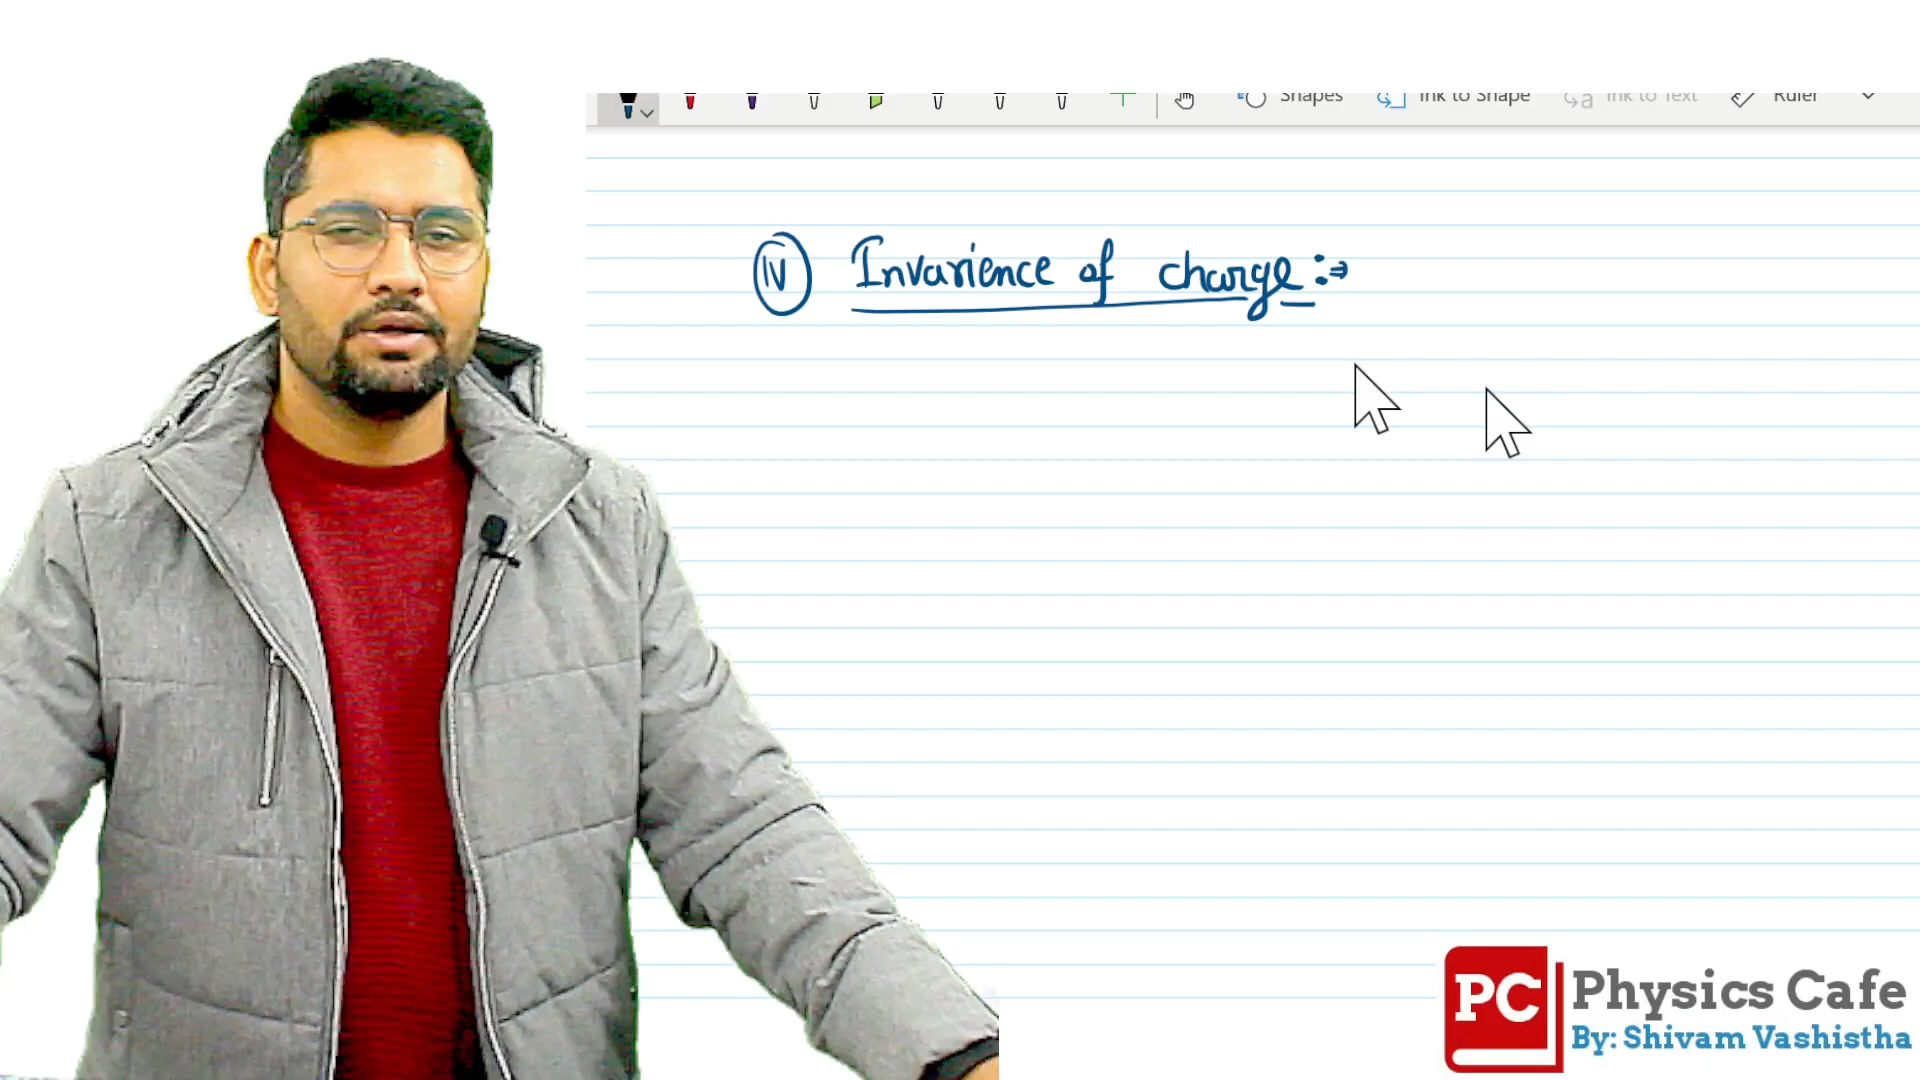 Shapes Ink to Shape Ink to Text Ruler
(iv) Invarience of charge :⇒
PC Physics Cafe
By: Shivam Vashistha